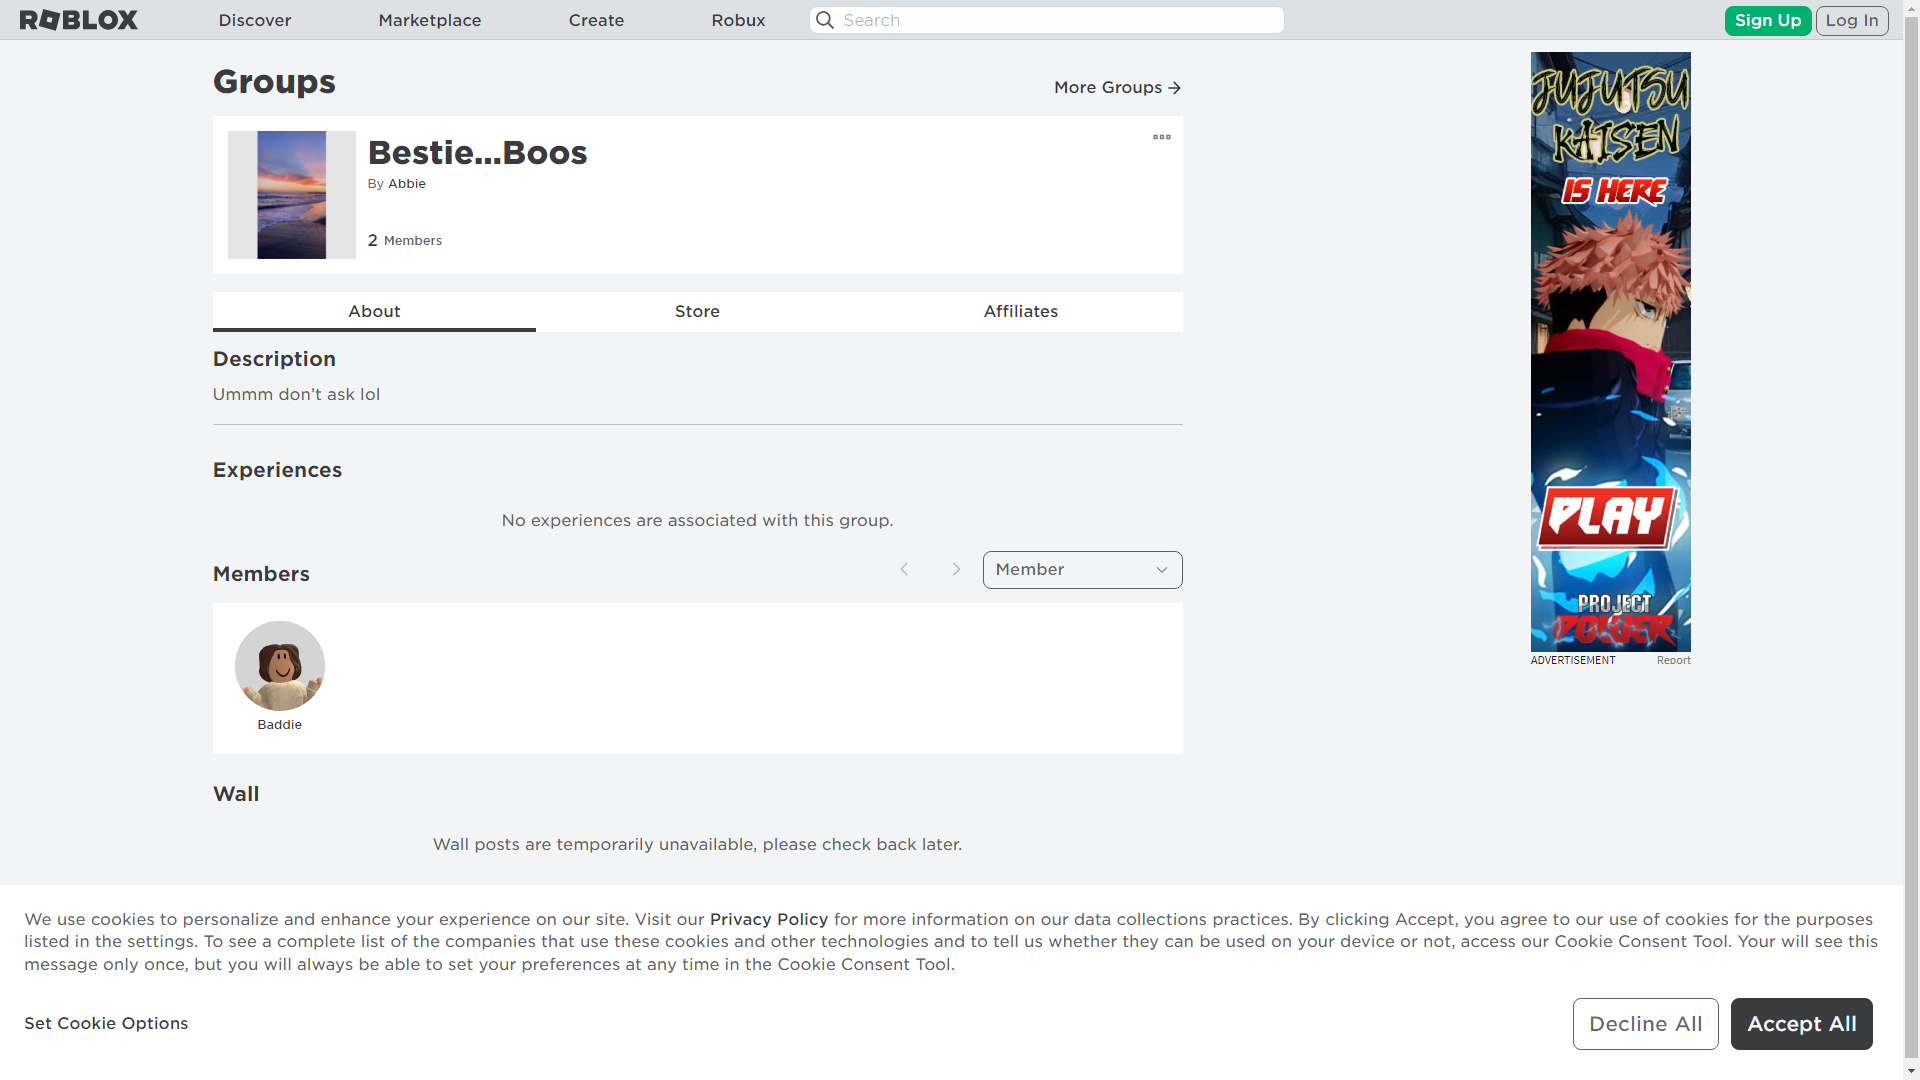 ROBLOX
Discover
Marketplace
Create
Robux
Search
Sign Up
Log In
Groups
More Groups
Bestie...Boos
By Abbie
2 Members
About
Store
Affiliates
Description
Ummm don’t ask lol
Experiences
No experiences are associated with this group.
Members
Member
Baddie
Wall
Wall posts are temporarily unavailable, please check back later.
JUJUTSU
KAISEN
IS HERE
PLAY
PROJECT
POWER
ADVERTISEMENT
Report
We use cookies to personalize and enhance your experience on our site. Visit our Privacy Policy for more information on our data collections practices. By clicking Accept, you agree to our use of cookies for the purposes
listed in the settings. To see a complete list of the companies that use these cookies and other technologies and to tell us whether they can be used on your device or not, access our Cookie Consent Tool. Your will see this
message only once, but you will always be able to set your preferences at any time in the Cookie Consent Tool.
Set Cookie Options
Decline All
Accept All